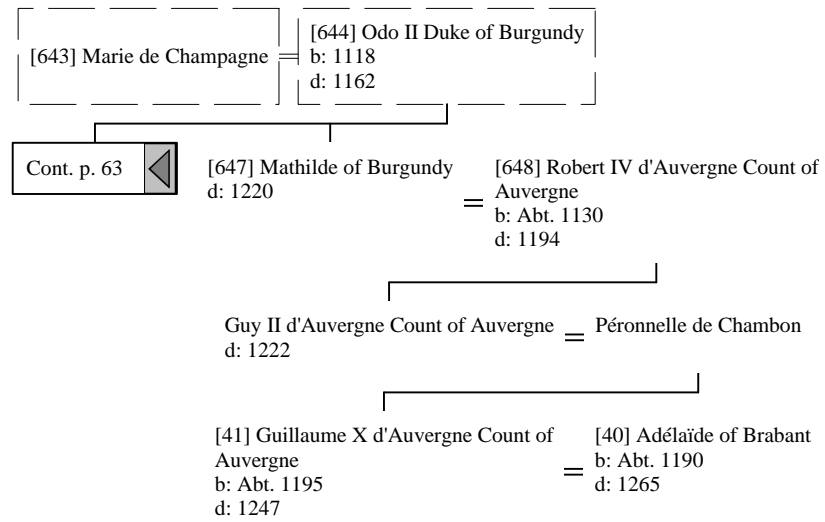 [643] Marie de Champagne
[644] Odo II Duke of Burgundy
b: 1118
d: 1162
Cont. p. 63
[647] Mathilde of Burgundy
d: 1220
[648] Robert IV d'Auvergne Count of
Auvergne
b: Abt. 1130
d: 1194
Guy II d'Auvergne Count of Auvergne
d: 1222
Péronnelle de Chambon
[41] Guillaume X d'Auvergne Count of
Auvergne
b: Abt. 1195
d: 1247
[40] Adélaïde of Brabant
b: Abt. 1190
d: 1265